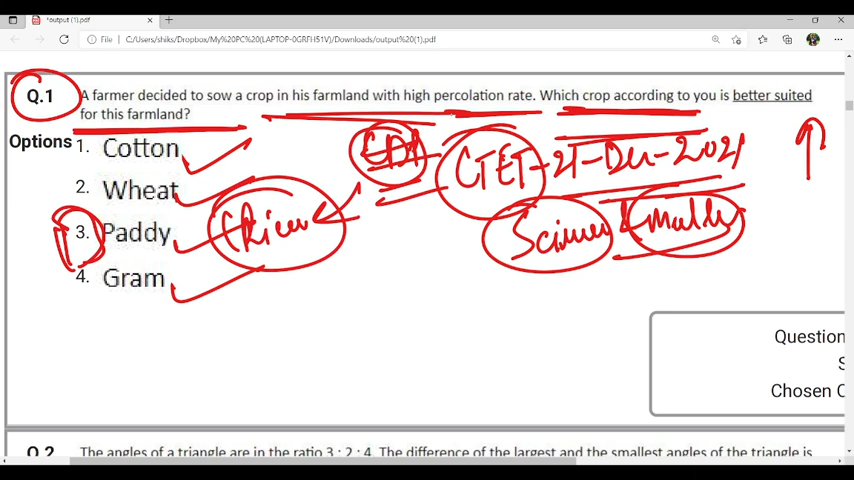 *output (1).pdf
File C:/Users/shiks/Dropbox/My%20PC%20(LAPTOP-0GRFH51V)/Downloads/output%20(1).pdf
Q.1 A farmer decided to sow a crop in his farmland with high percolation rate. Which crop according to you is better suited
for this farmland?
Options 1. Cotton
2. Wheat
3. Paddy
4. Gram
CTET-21-Dec-2021
Science
(Rice)
Question
S
Chosen O
Q.2 The angles of a triangle are in the ratio 3 : 2 : 4. The difference of the largest and the smallest angles of the triangle is